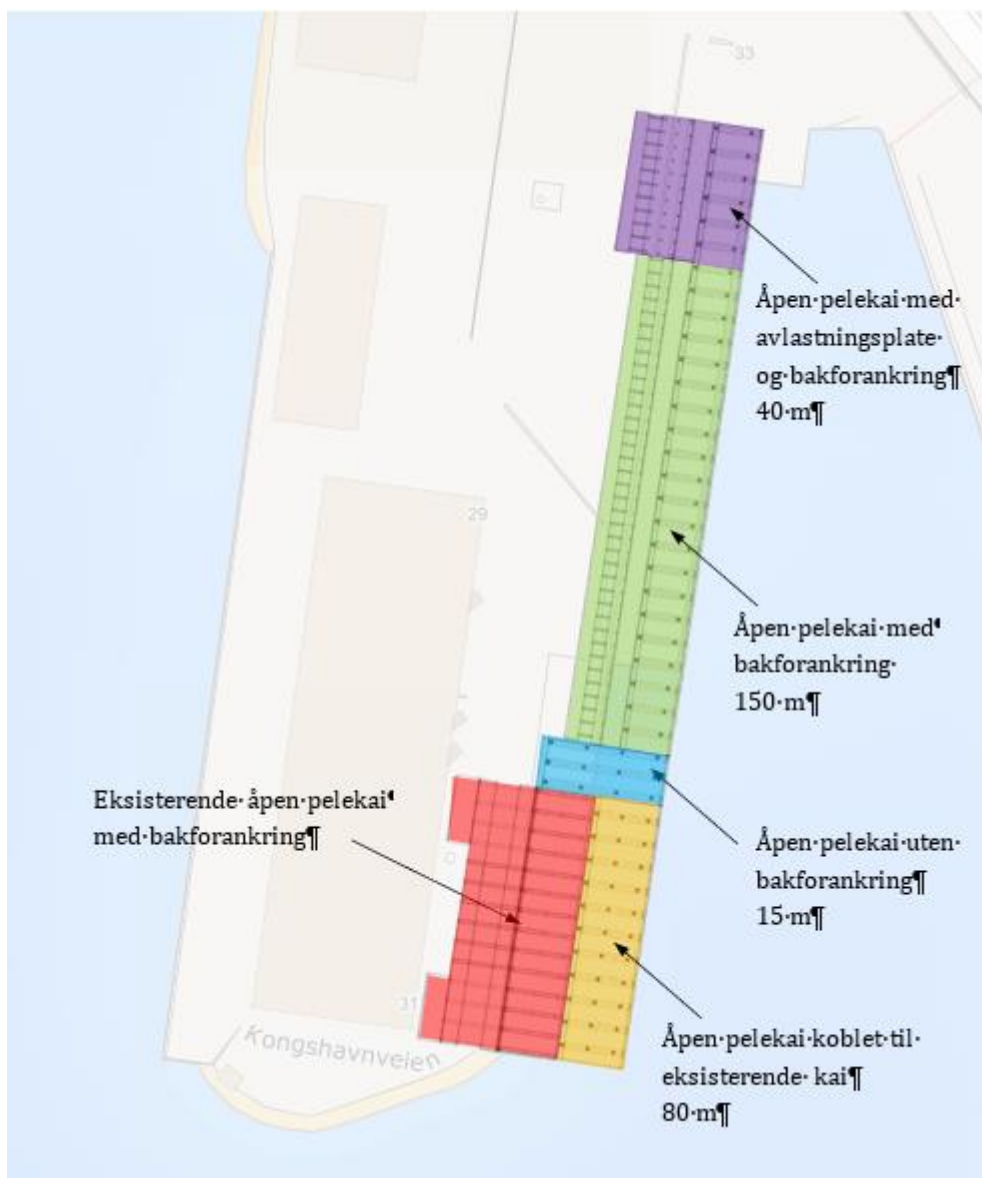 33
Åpen·pelekai·med·
avlastningsplate·
og·bakforankring¶
40·m¶
29
Åpen·pelekai·med
bakforankring·
150·m¶
Eksisterende·åpen·pelekai
med·bakforankring¶
Åpen·pelekai·uten·
bakforankring¶
15·m¶
31
Kongshavnveien
Åpen·pelekai·koblet·til·
eksisterende·kai¶
80·m¶